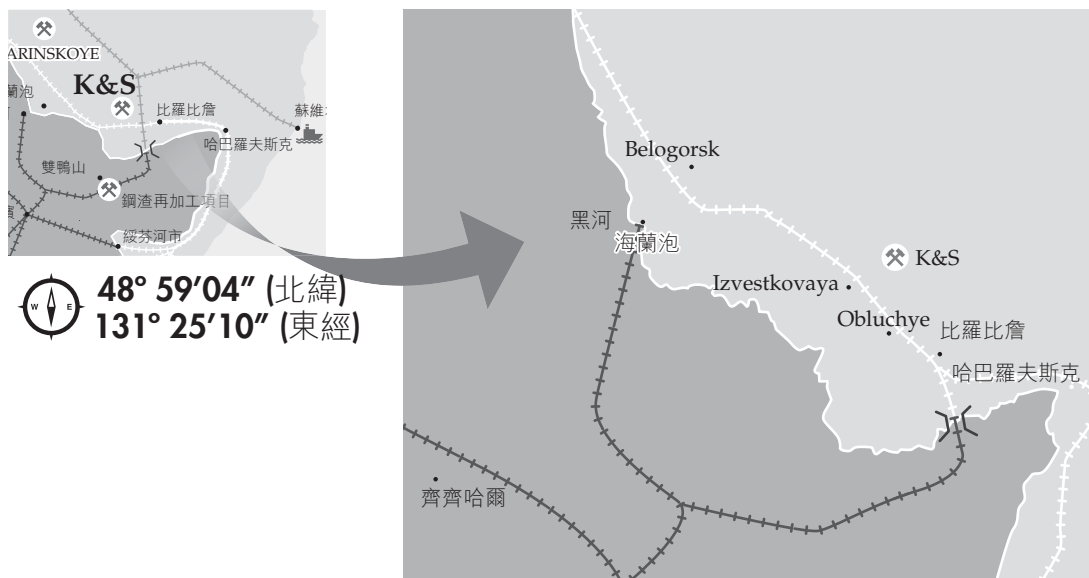 ARINSKOYE
K&S
蘭泡
比羅比詹
蘇維
哈巴羅夫斯克
雙鴨山
鋼渣再加工項目
綏芬河市
W E
48° 59’04” (北緯)
131° 25’10” (東經)
Belogorsk
黑河
海蘭泡
K&S
Izvestkovaya
Obluchye
比羅比詹
哈巴羅夫斯克
齊齊哈爾